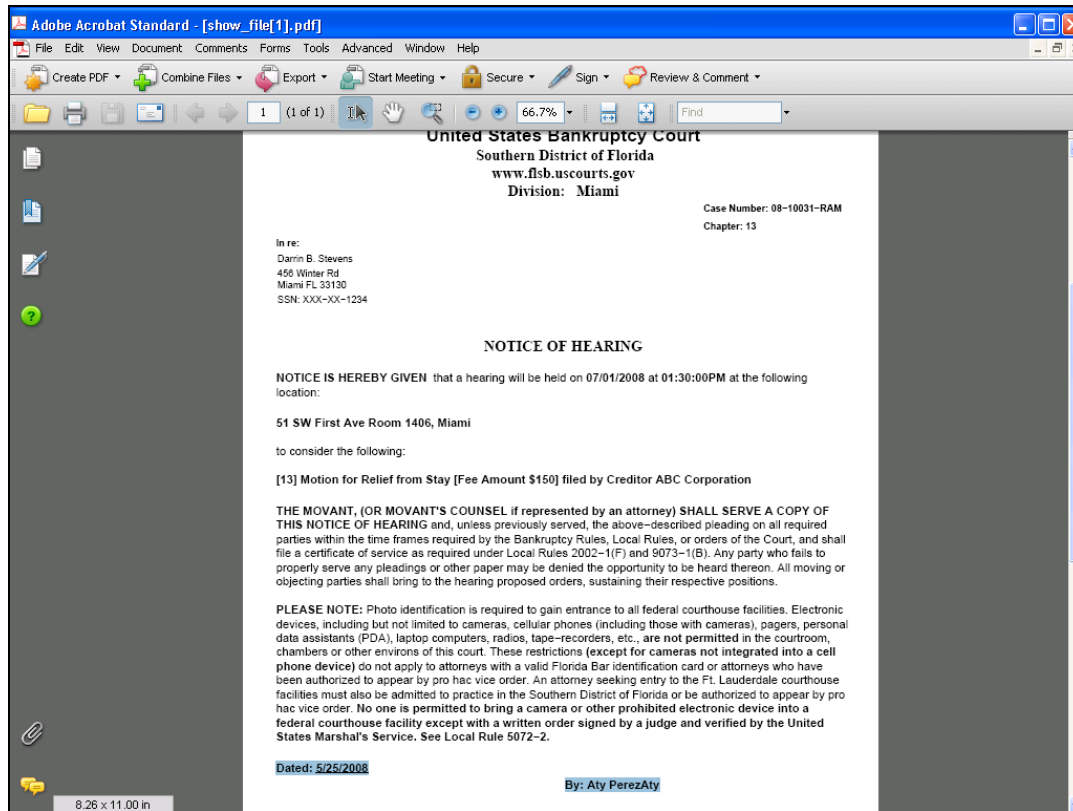 Adobe Acrobat Standard - [show_file[1].pdf]
File Edit View Document Comments Forms Tools Advanced Window Help
Create PDF Combine Files Export Start Meeting Secure Sign Review & Comment
1 (1 of 1) 66.7% Find
United States Bankruptcy Court
Southern District of Florida
www.flsb.uscourts.gov
Division: Miami
Case Number: 08−10031−RAM
Chapter: 13
In re:
Darrin B. Stevens
456 Winter Rd
Miami FL 33130
SSN: XXX−XX−1234
NOTICE OF HEARING
NOTICE IS HEREBY GIVEN that a hearing will be held on 07/01/2008 at 01:30:00PM at the following
location:
51 SW First Ave Room 1406, Miami
to consider the following:
[13] Motion for Relief from Stay [Fee Amount $150] filed by Creditor ABC Corporation
THE MOVANT, (OR MOVANT'S COUNSEL if represented by an attorney) SHALL SERVE A COPY OF
THIS NOTICE OF HEARING and, unless previously served, the above−described pleading on all required
parties within the time frames required by the Bankruptcy Rules, Local Rules, or orders of the Court, and shall
file a certificate of service as required under Local Rules 2002−1(F) and 9073−1(B). Any party who fails to
properly serve any pleadings or other paper may be denied the opportunity to be heard thereon. All moving or
objecting parties shall bring to the hearing proposed orders, sustaining their respective positions.
PLEASE NOTE: Photo identification is required to gain entrance to all federal courthouse facilities. Electronic
devices, including but not limited to cameras, cellular phones (including those with cameras), pagers, personal
data assistants (PDA), laptop computers, radios, tape−recorders, etc., are not permitted in the courtroom,
chambers or other environs of this court. These restrictions (except for cameras not integrated into a cell
phone device) do not apply to attorneys with a valid Florida Bar identification card or attorneys who have
been authorized to appear by pro hac vice order. An attorney seeking entry to the Ft. Lauderdale courthouse
facilities must also be admitted to practice in the Southern District of Florida or be authorized to appear by pro
hac vice order. No one is permitted to bring a camera or other prohibited electronic device into a
federal courthouse facility except with a written order signed by a judge and verified by the United
States Marshal's Service. See Local Rule 5072−2.
Dated: 5/25/2008
By: Aty PerezAty
8.26 x 11.00 in